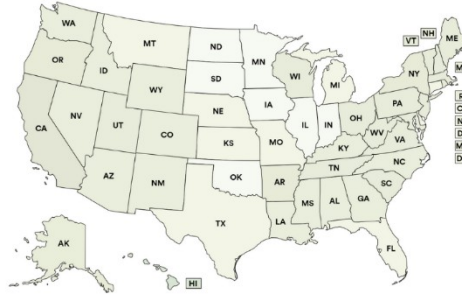 WA
MT
ND
MN
VT
NH
ME
OR
ID
SD
WI
MI
NY
M
WY
IA
PA
R
C
N
D
M
D
NV
NE
IL
IN
OH
CA
UT
CO
KS
MO
WV
VA
KY
NC
AZ
NM
OK
AR
TN
SC
MS
AL
GA
TX
LA
AK
HI
FL